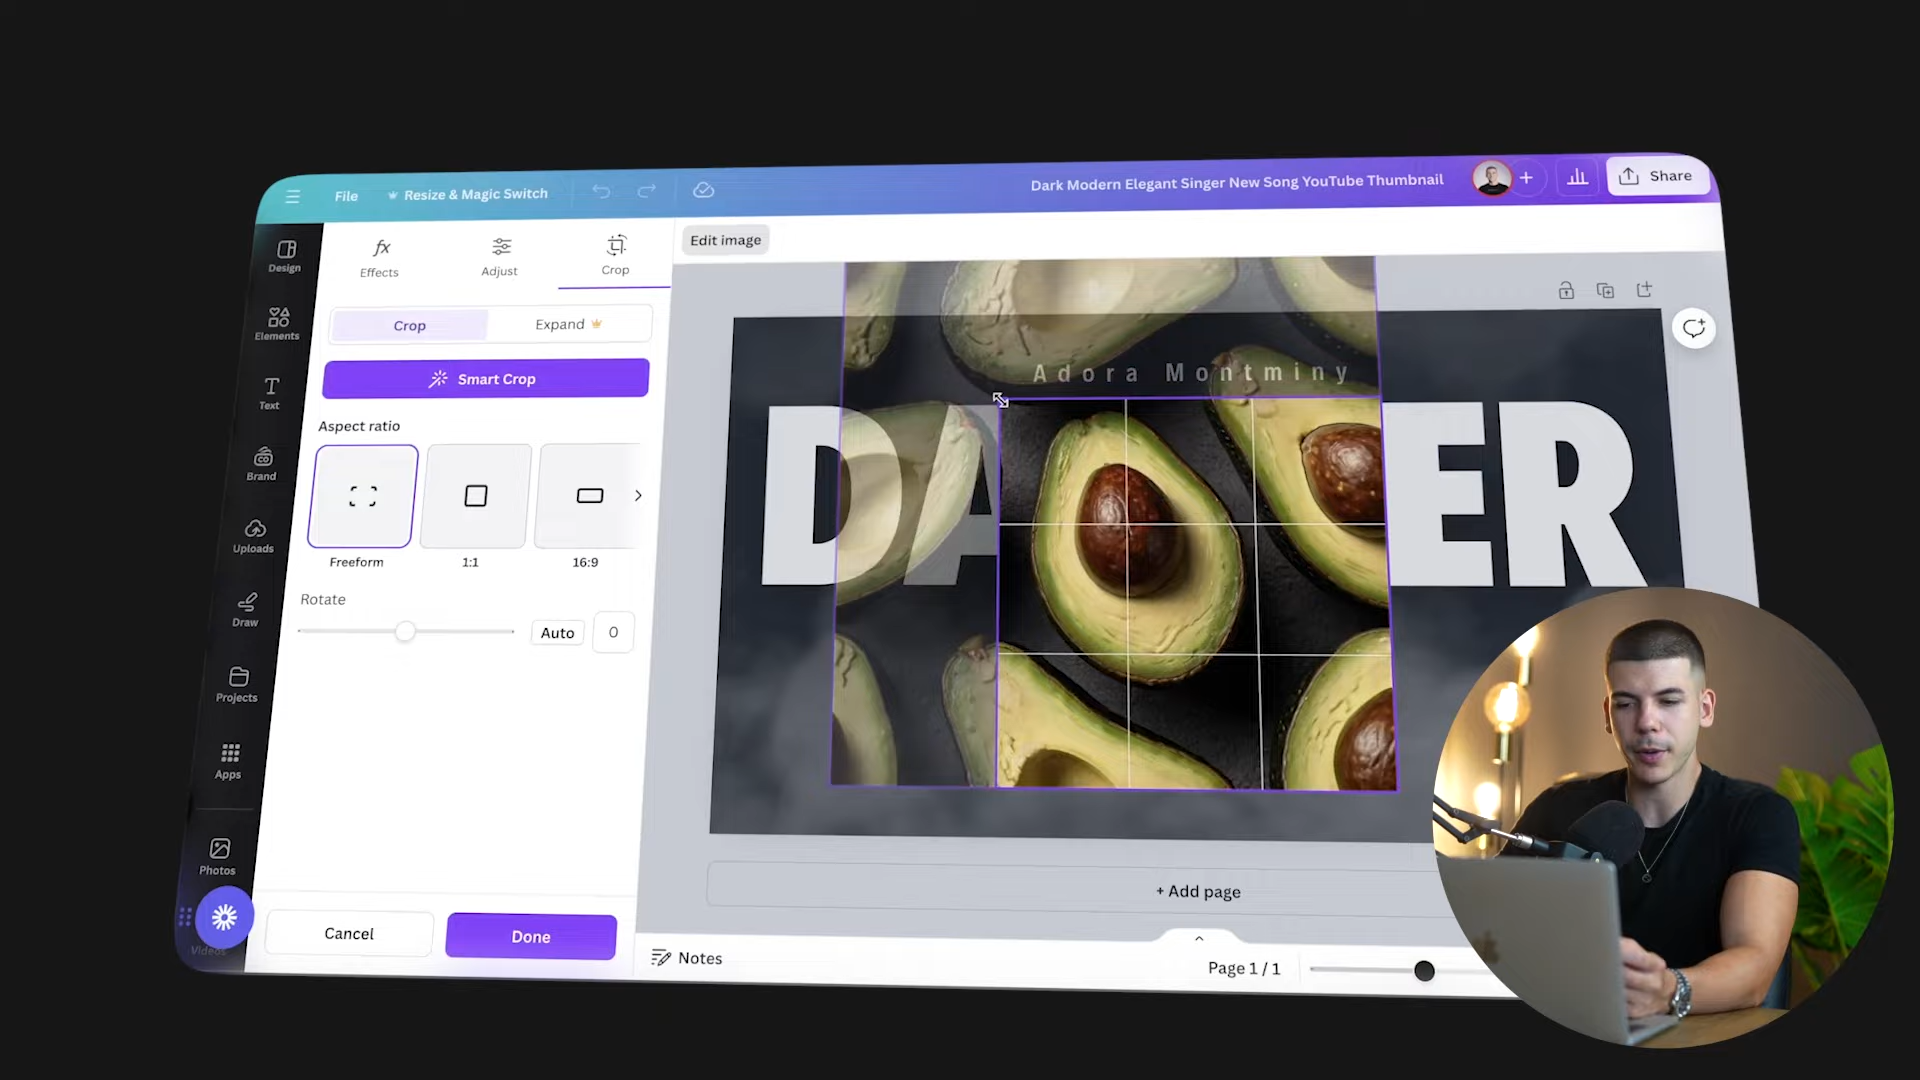 File
Resize & Magic Switch
Dark Modern Elegant Singer New Song YouTube Thumbnail
Share
Design
Elements
Text
Brand
Uploads
Draw
Projects
Apps
Photos
Videos
Effects
Adjust
Crop
Edit image
Crop
Expand
Smart Crop
Aspect ratio
Freeform
1:1
16:9
Rotate
Auto
0
Cancel
Done
Adora Montminy
DA ER
+ Add page
Notes
Page 1 / 1